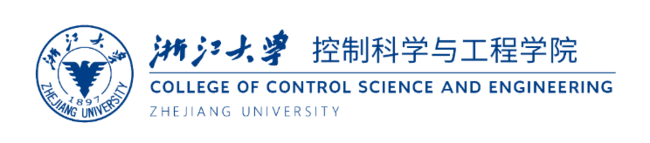 浙江大学
ZHEJIANG UNIVERSITY
1897
浙江大学 控制科学与工程学院
COLLEGE OF CONTROL SCIENCE AND ENGINEERING
ZHEJIANG UNIVERSITY